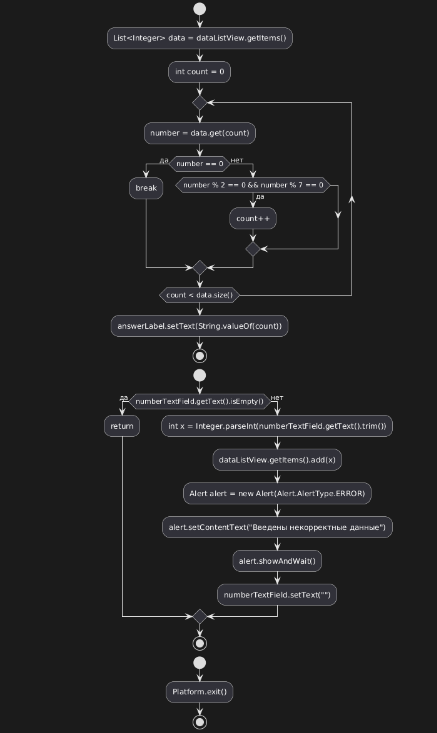 List<Integer> data = dataListView.getItems()
int count = 0
number = data.get(count)
да
number == 0
нет
break
number % 2 == 0 && number % 7 == 0
да
count++
count < data.size()
answerLabel.setText(String.valueOf(count))
да
numberTextField.getText().isEmpty()
нет
return
int x = Integer.parseInt(numberTextField.getText().trim())
dataListView.getItems().add(x)
Alert alert = new Alert(Alert.AlertType.ERROR)
alert.setContentText("Введены некорректные данные")
alert.showAndWait()
numberTextField.setText("")
Platform.exit()